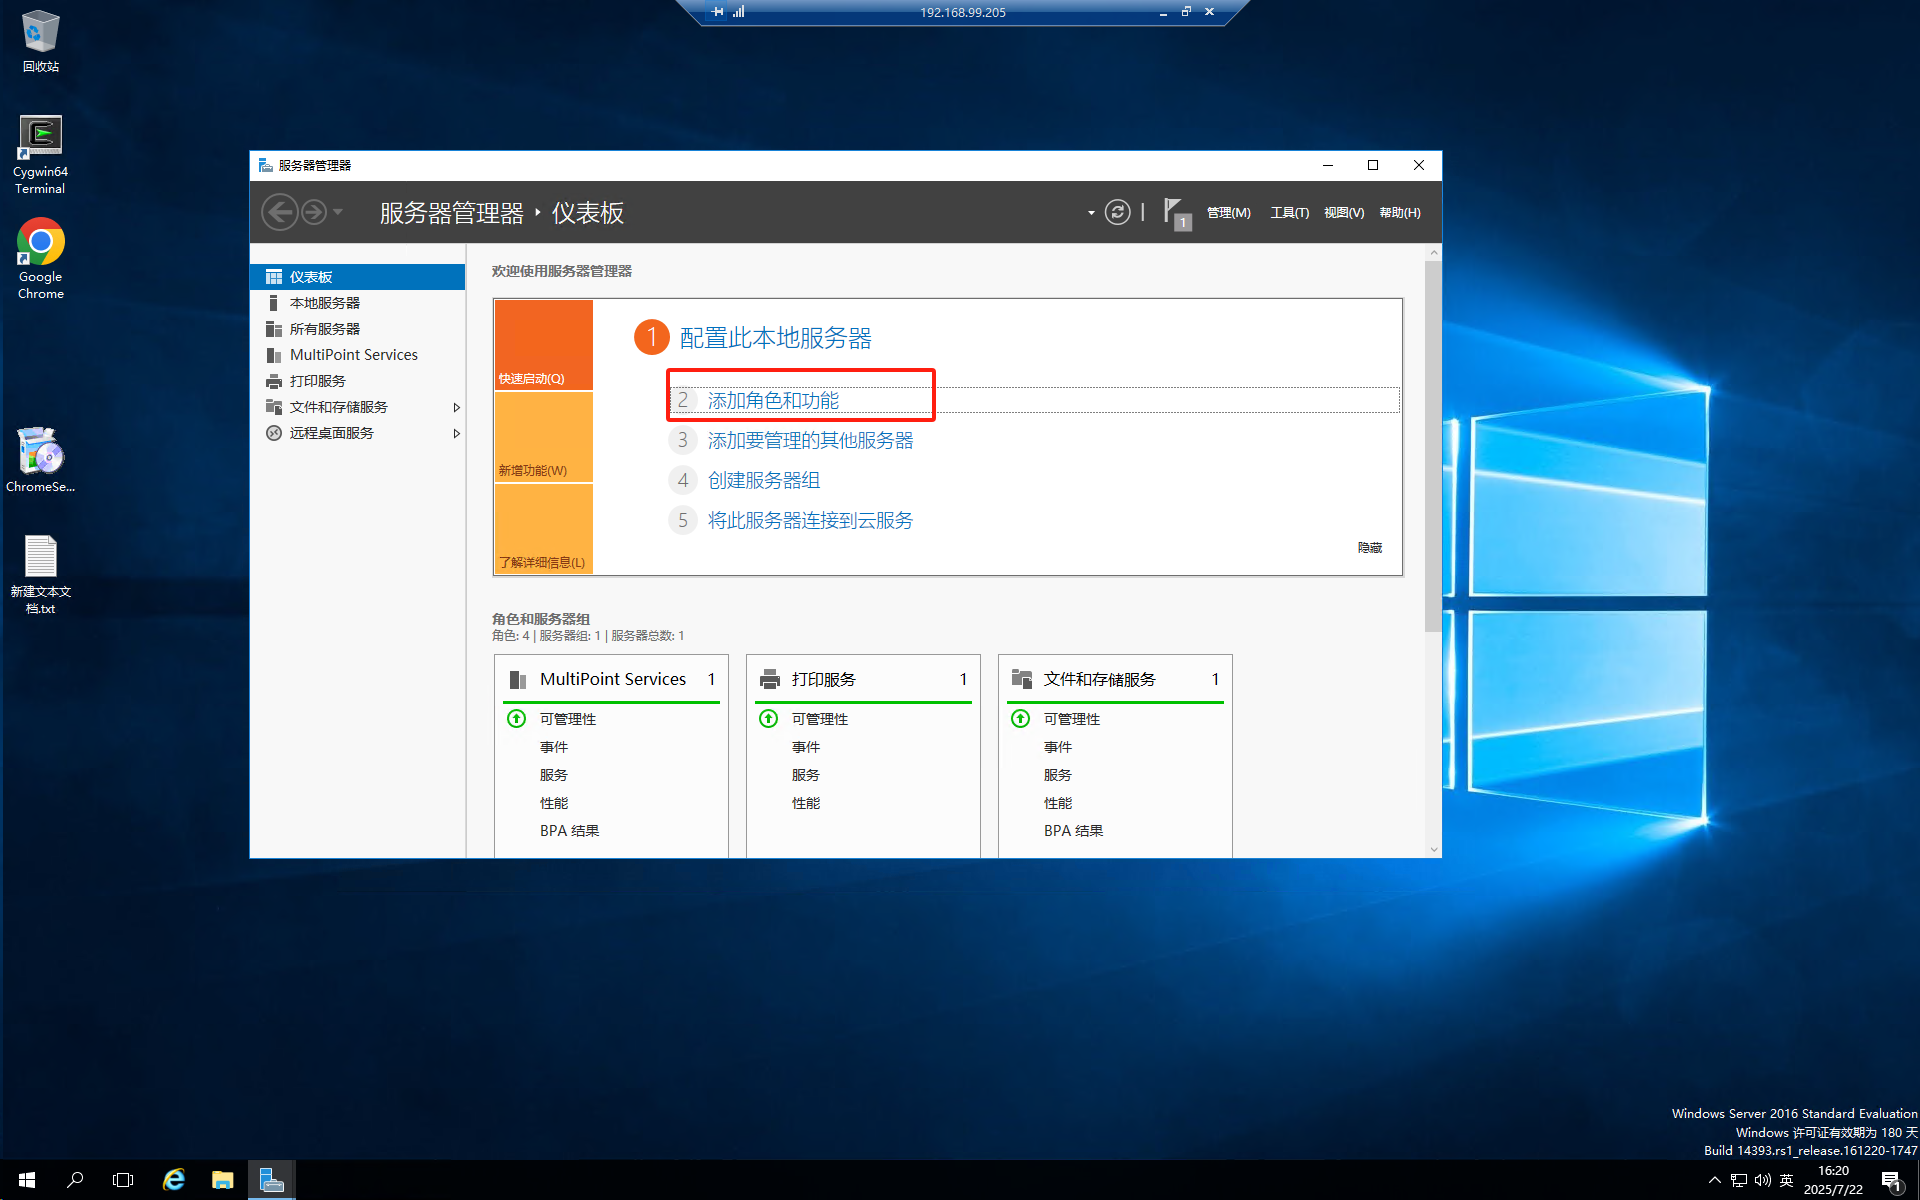 192.168.99.205
回收站
Cygwin64
Terminal
Google
Chrome
ChromeSe...
新建文本文
档.txt
服务器管理器
服务器管理器 ‣ 仪表板
1
管理(M)
工具(T)
视图(V)
帮助(H)
仪表板
本地服务器
所有服务器
MultiPoint Services
打印服务
文件和存储服务
远程桌面服务
欢迎使用服务器管理器
快速启动(Q)
新增功能(W)
了解详细信息(L)
1 配置此本地服务器
2 添加角色和功能
3 添加要管理的其他服务器
4 创建服务器组
5 将此服务器连接到云服务
隐藏
角色和服务器组
角色: 4 | 服务器组: 1 | 服务器总数: 1
MultiPoint Services 1
可管理性
事件
服务
性能
BPA 结果
打印服务 1
可管理性
事件
服务
性能
文件和存储服务 1
可管理性
事件
服务
性能
BPA 结果
Windows Server 2016 Standard Evaluation
Windows 许可证有效期为 180 天
Build 14393.rs1_release.161220-1747
英
16:20
2025/7/22
1